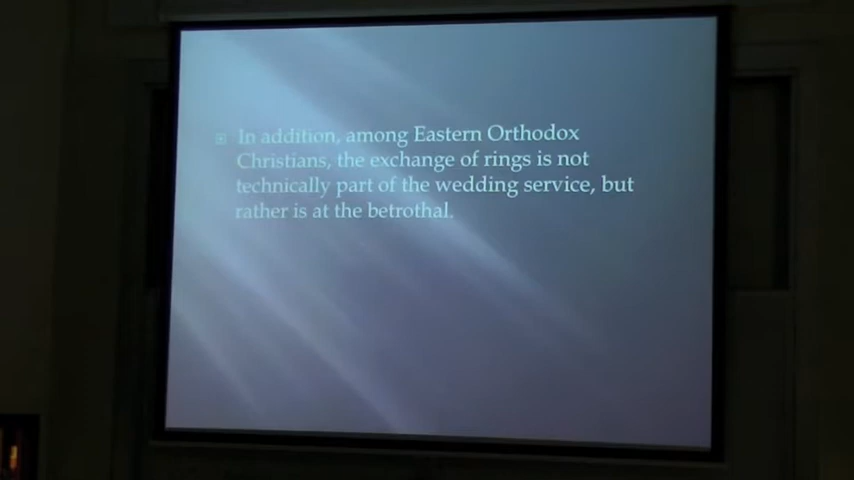 In addition, among Eastern Orthodox
Christians, the exchange of rings is not
technically part of the wedding service, but
rather is at the betrothal.